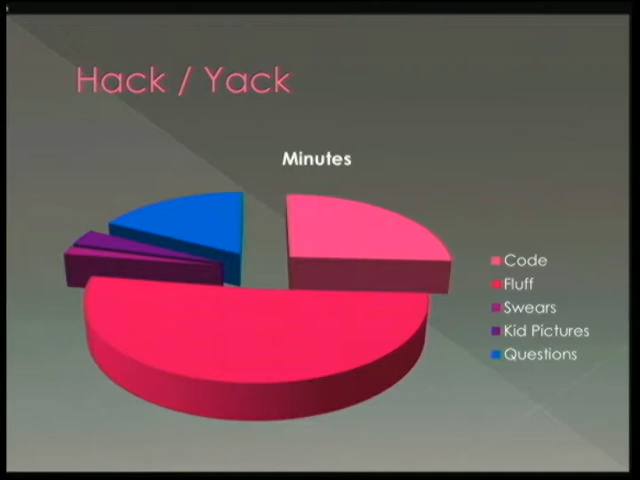 Hack / Yack
Minutes
Code
Fluff
Swears
Kid Pictures
Questions